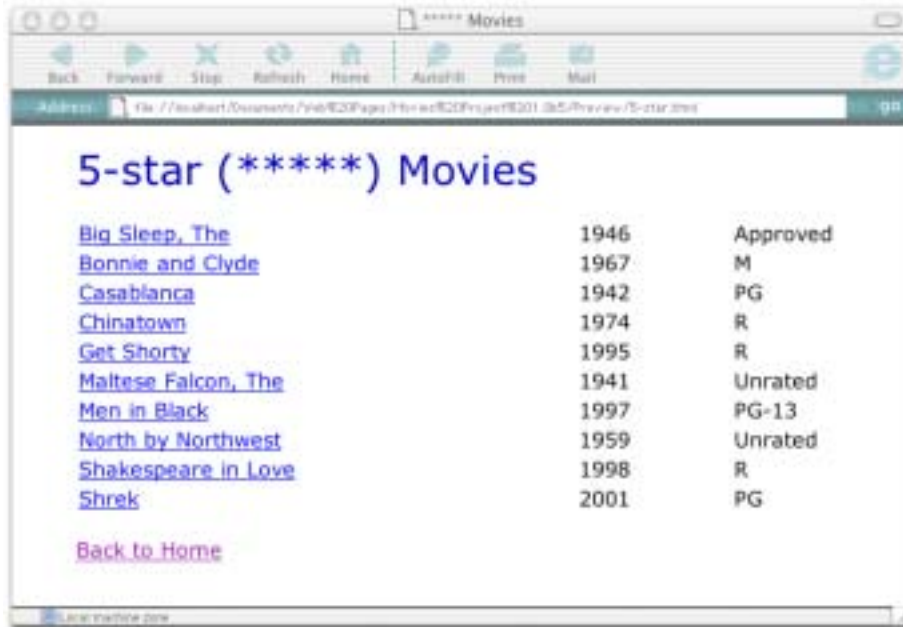 ***** Movies
Back Forward Stop Refresh Home AutoFill Print Mail
Address go
5-star (*****) Movies
Big Sleep, The 1946 Approved
Bonnie and Clyde 1967 M
Casablanca 1942 PG
Chinatown 1974 R
Get Shorty 1995 R
Maltese Falcon, The 1941 Unrated
Men in Black 1997 PG-13
North by Northwest 1959 Unrated
Shakespeare in Love 1998 R
Shrek 2001 PG
Back to Home
Local machine zone